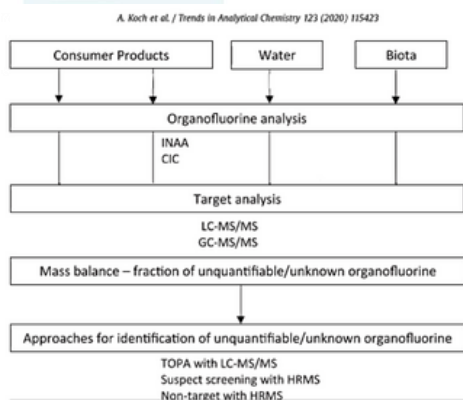 A. Koch et al. / Trends in Analytical Chemistry 123 (2020) 115423
Consumer Products
Water
Biota
Organofluorine analysis
INAA
CIC
Target analysis
LC-MS/MS
GC-MS/MS
Mass balance – fraction of unquantifiable/unknown organofluorine
Approaches for identification of unquantifiable/unknown organofluorine
TOPA with LC-MS/MS
Suspect screening with HRMS
Non-target with HRMS